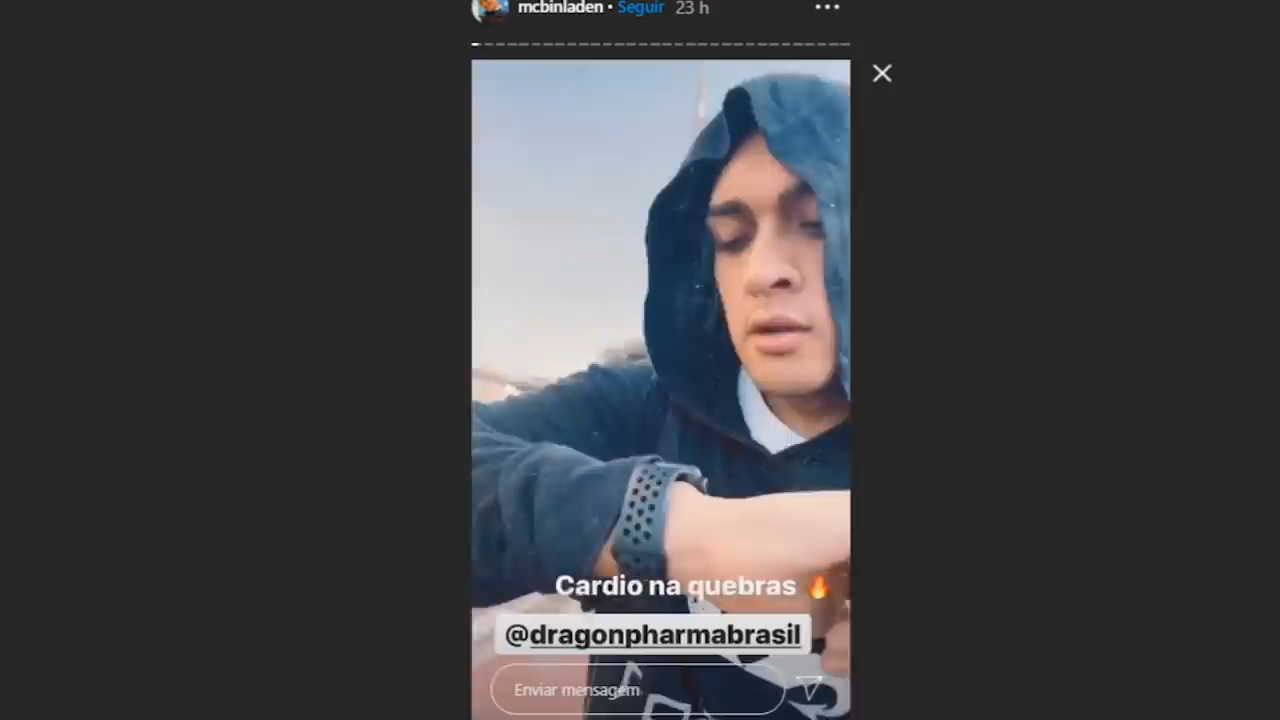 mcbinladen • Seguir 23 h
Cardio na quebras 🔥
@dragonpharmabrasil
Enviar mensagem